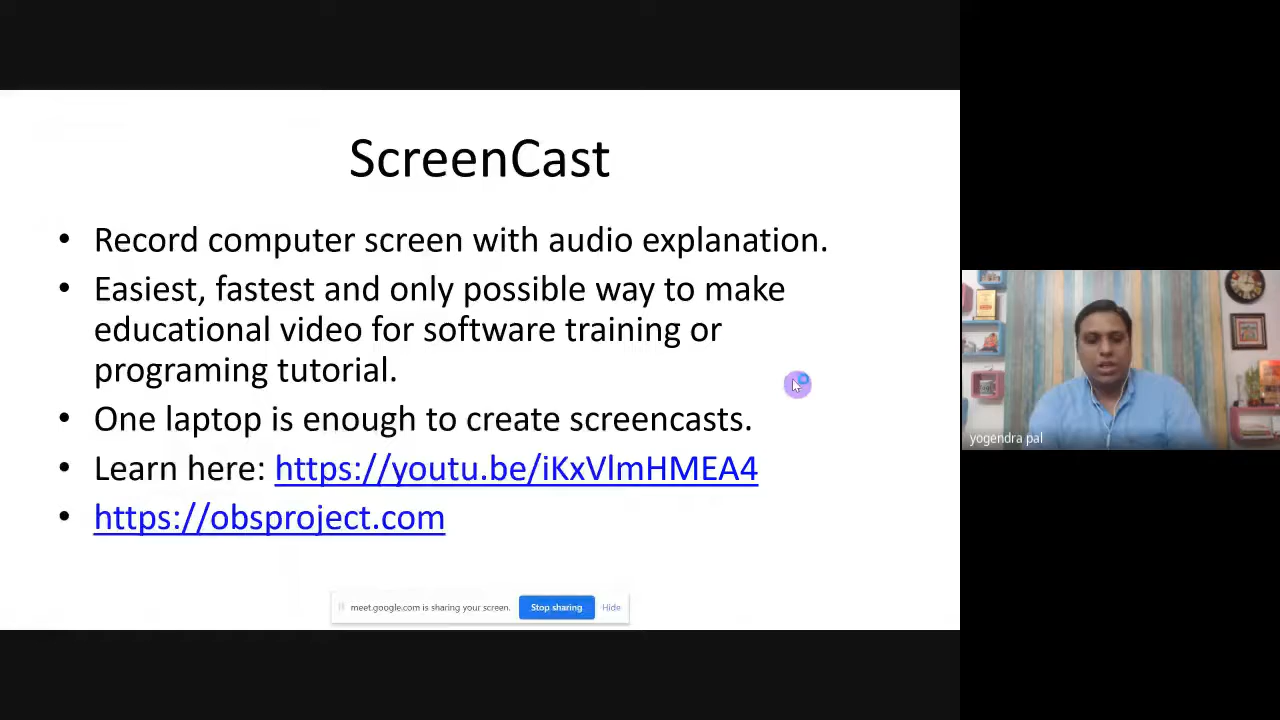 ScreenCast
• Record computer screen with audio explanation.
• Easiest, fastest and only possible way to make
educational video for software training or
programing tutorial.
• One laptop is enough to create screencasts.
• Learn here: https://youtu.be/iKxVlmHMEA4
• https://obsproject.com
meet.google.com is sharing your screen. Stop sharing Hide
yogendra pal